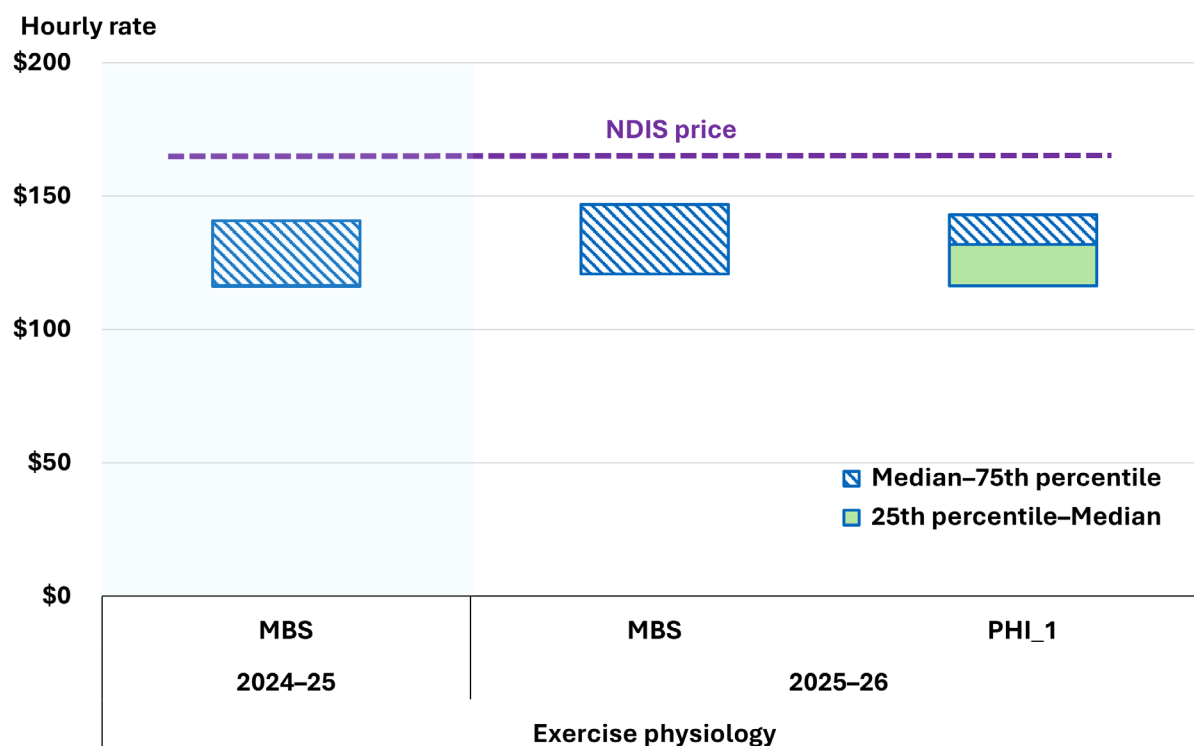 Hourly rate
$200
NDIS price
$150
$100
$50
Median–75th percentile
25th percentile–Median
$0
MBS MBS PHI_1
2024–25 2025–26
Exercise physiology